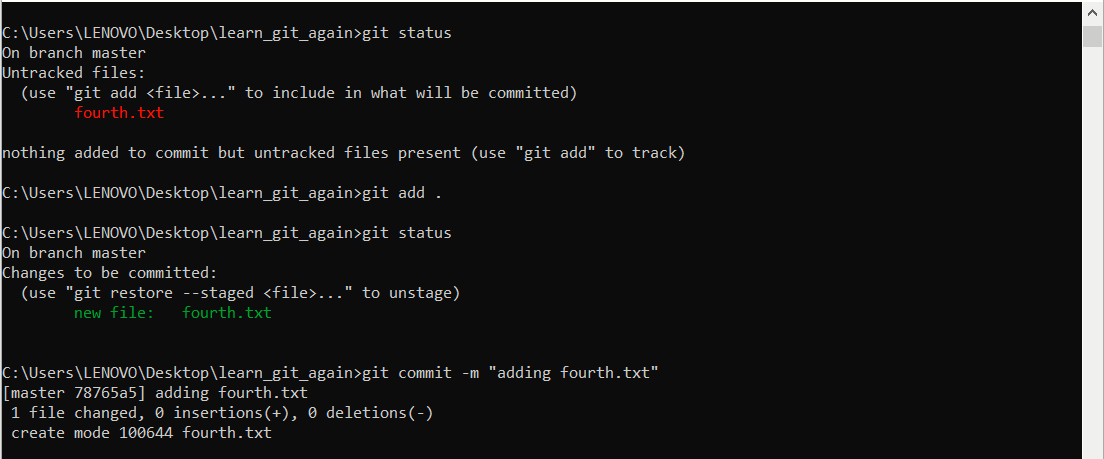 C:\Users\LENOVO\Desktop\learn_git_again>git status
On branch master
Untracked files:
  (use "git add <file>..." to include in what will be committed)
        fourth.txt
nothing added to commit but untracked files present (use "git add" to track)
C:\Users\LENOVO\Desktop\learn_git_again>git add .
C:\Users\LENOVO\Desktop\learn_git_again>git status
On branch master
Changes to be committed:
  (use "git restore --staged <file>..." to unstage)
        new file:   fourth.txt
C:\Users\LENOVO\Desktop\learn_git_again>git commit -m "adding fourth.txt"
[master 78765a5] adding fourth.txt
 1 file changed, 0 insertions(+), 0 deletions(-)
 create mode 100644 fourth.txt